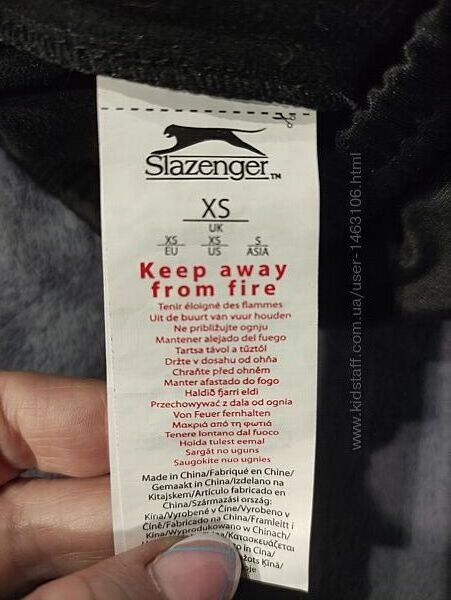 Slazenger™
XS
UK
XS XS S
EU US ASIA
Keep away
from fire
Tenir éloigné des flammes
Uit de buurt van vuur houden
Ne približujte ognju
Mantener alejado del fuego
Tartsa távol a tűztől
Držte v dosahu od ohňa
Chraňte před ohněm
Manter afastado do fogo
Haldið fjarri eldi
Przechowywać z dala od ognia
Von Feuer fernhalten
Μακριά από τη φωτιά
Tenere lontano dal fuoco
Hoida tulest eemal
Sargāt no uguns
Saugokite nuo ugnies
Made in China/Fabriqué en Chine/
Gemaakt in China/Izdelano na
Kitajskem/Artículo fabricado en
China/Származási ország:
Kína/Vyrobené v Číne/Vyrobeno v
Číně/Fabricado na China/Framleitt í
Kína/Wyprodukowano w Chinach/
Κατασκευάζεται
in Cina/
Ķīnā/
www.kidstaff.com.ua/user-1463106.html